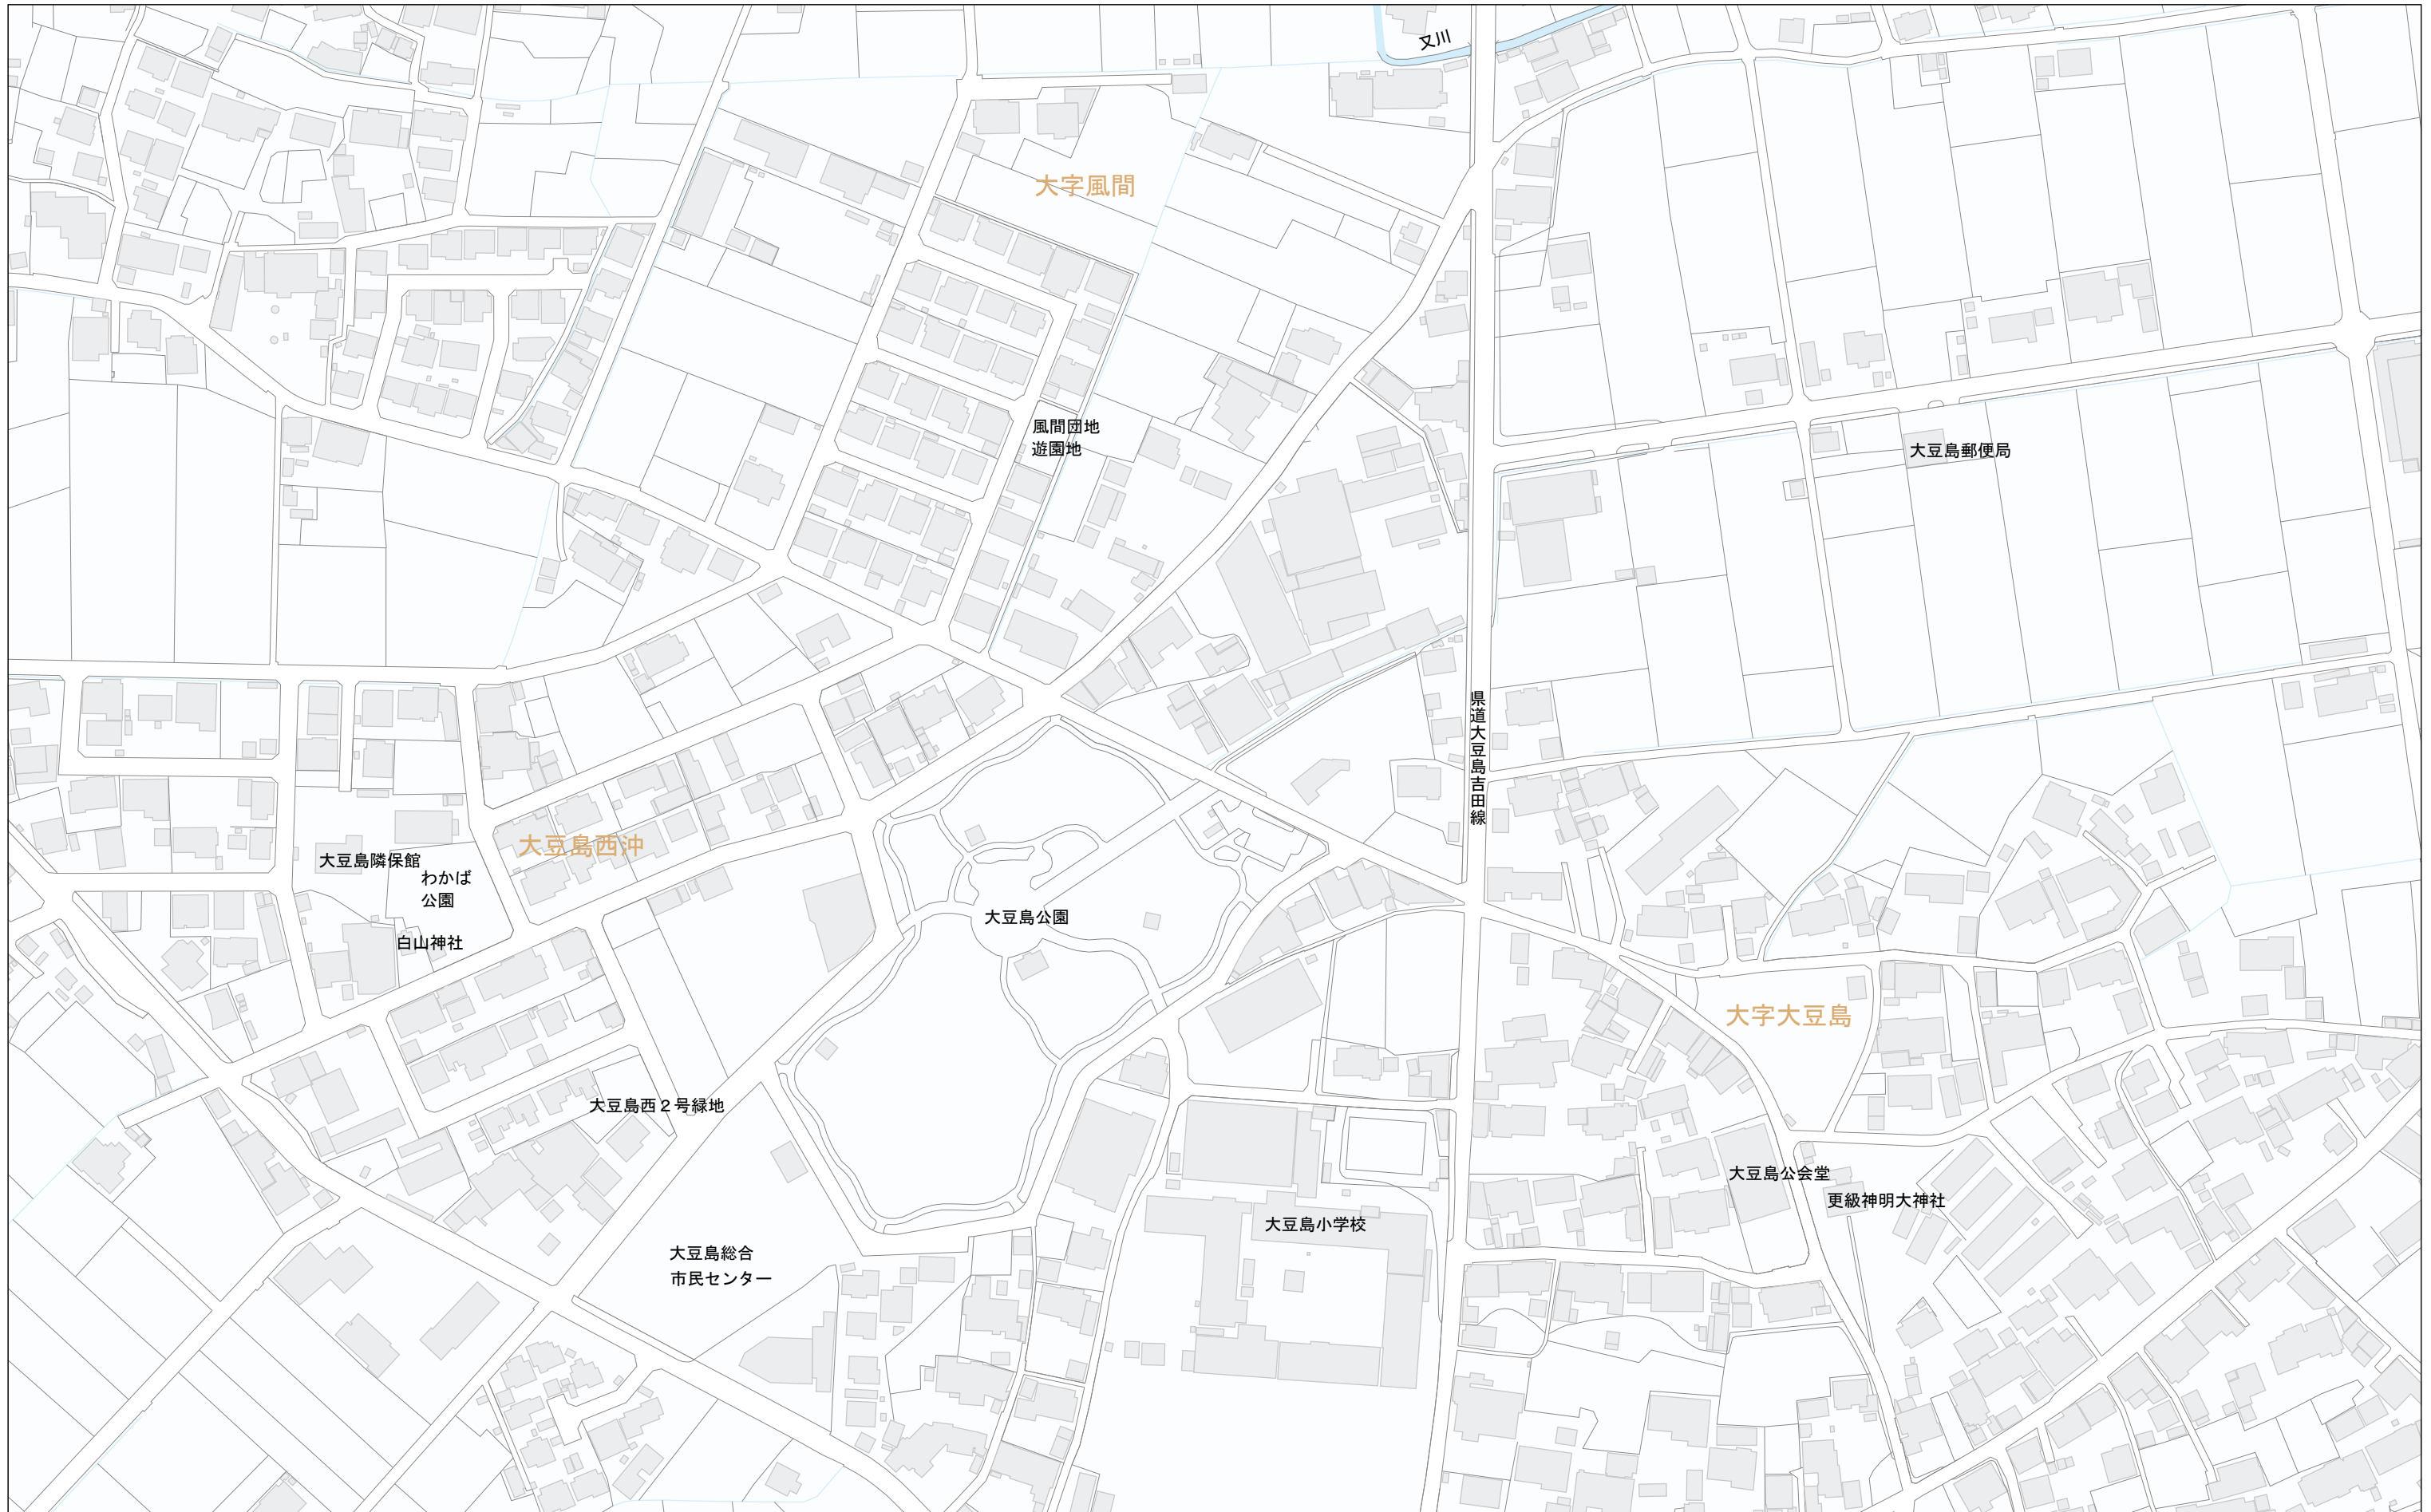 又川
大字風間
風間団地
遊園地
大豆島郵便局
県道大豆島吉田線
大豆島西沖
大豆島隣保館
わかば
公園
大豆島公園
白山神社
大字大豆島
大豆島西２号緑地
大豆島公会堂
更級神明大神社
大豆島小学校
大豆島総合
市民センター